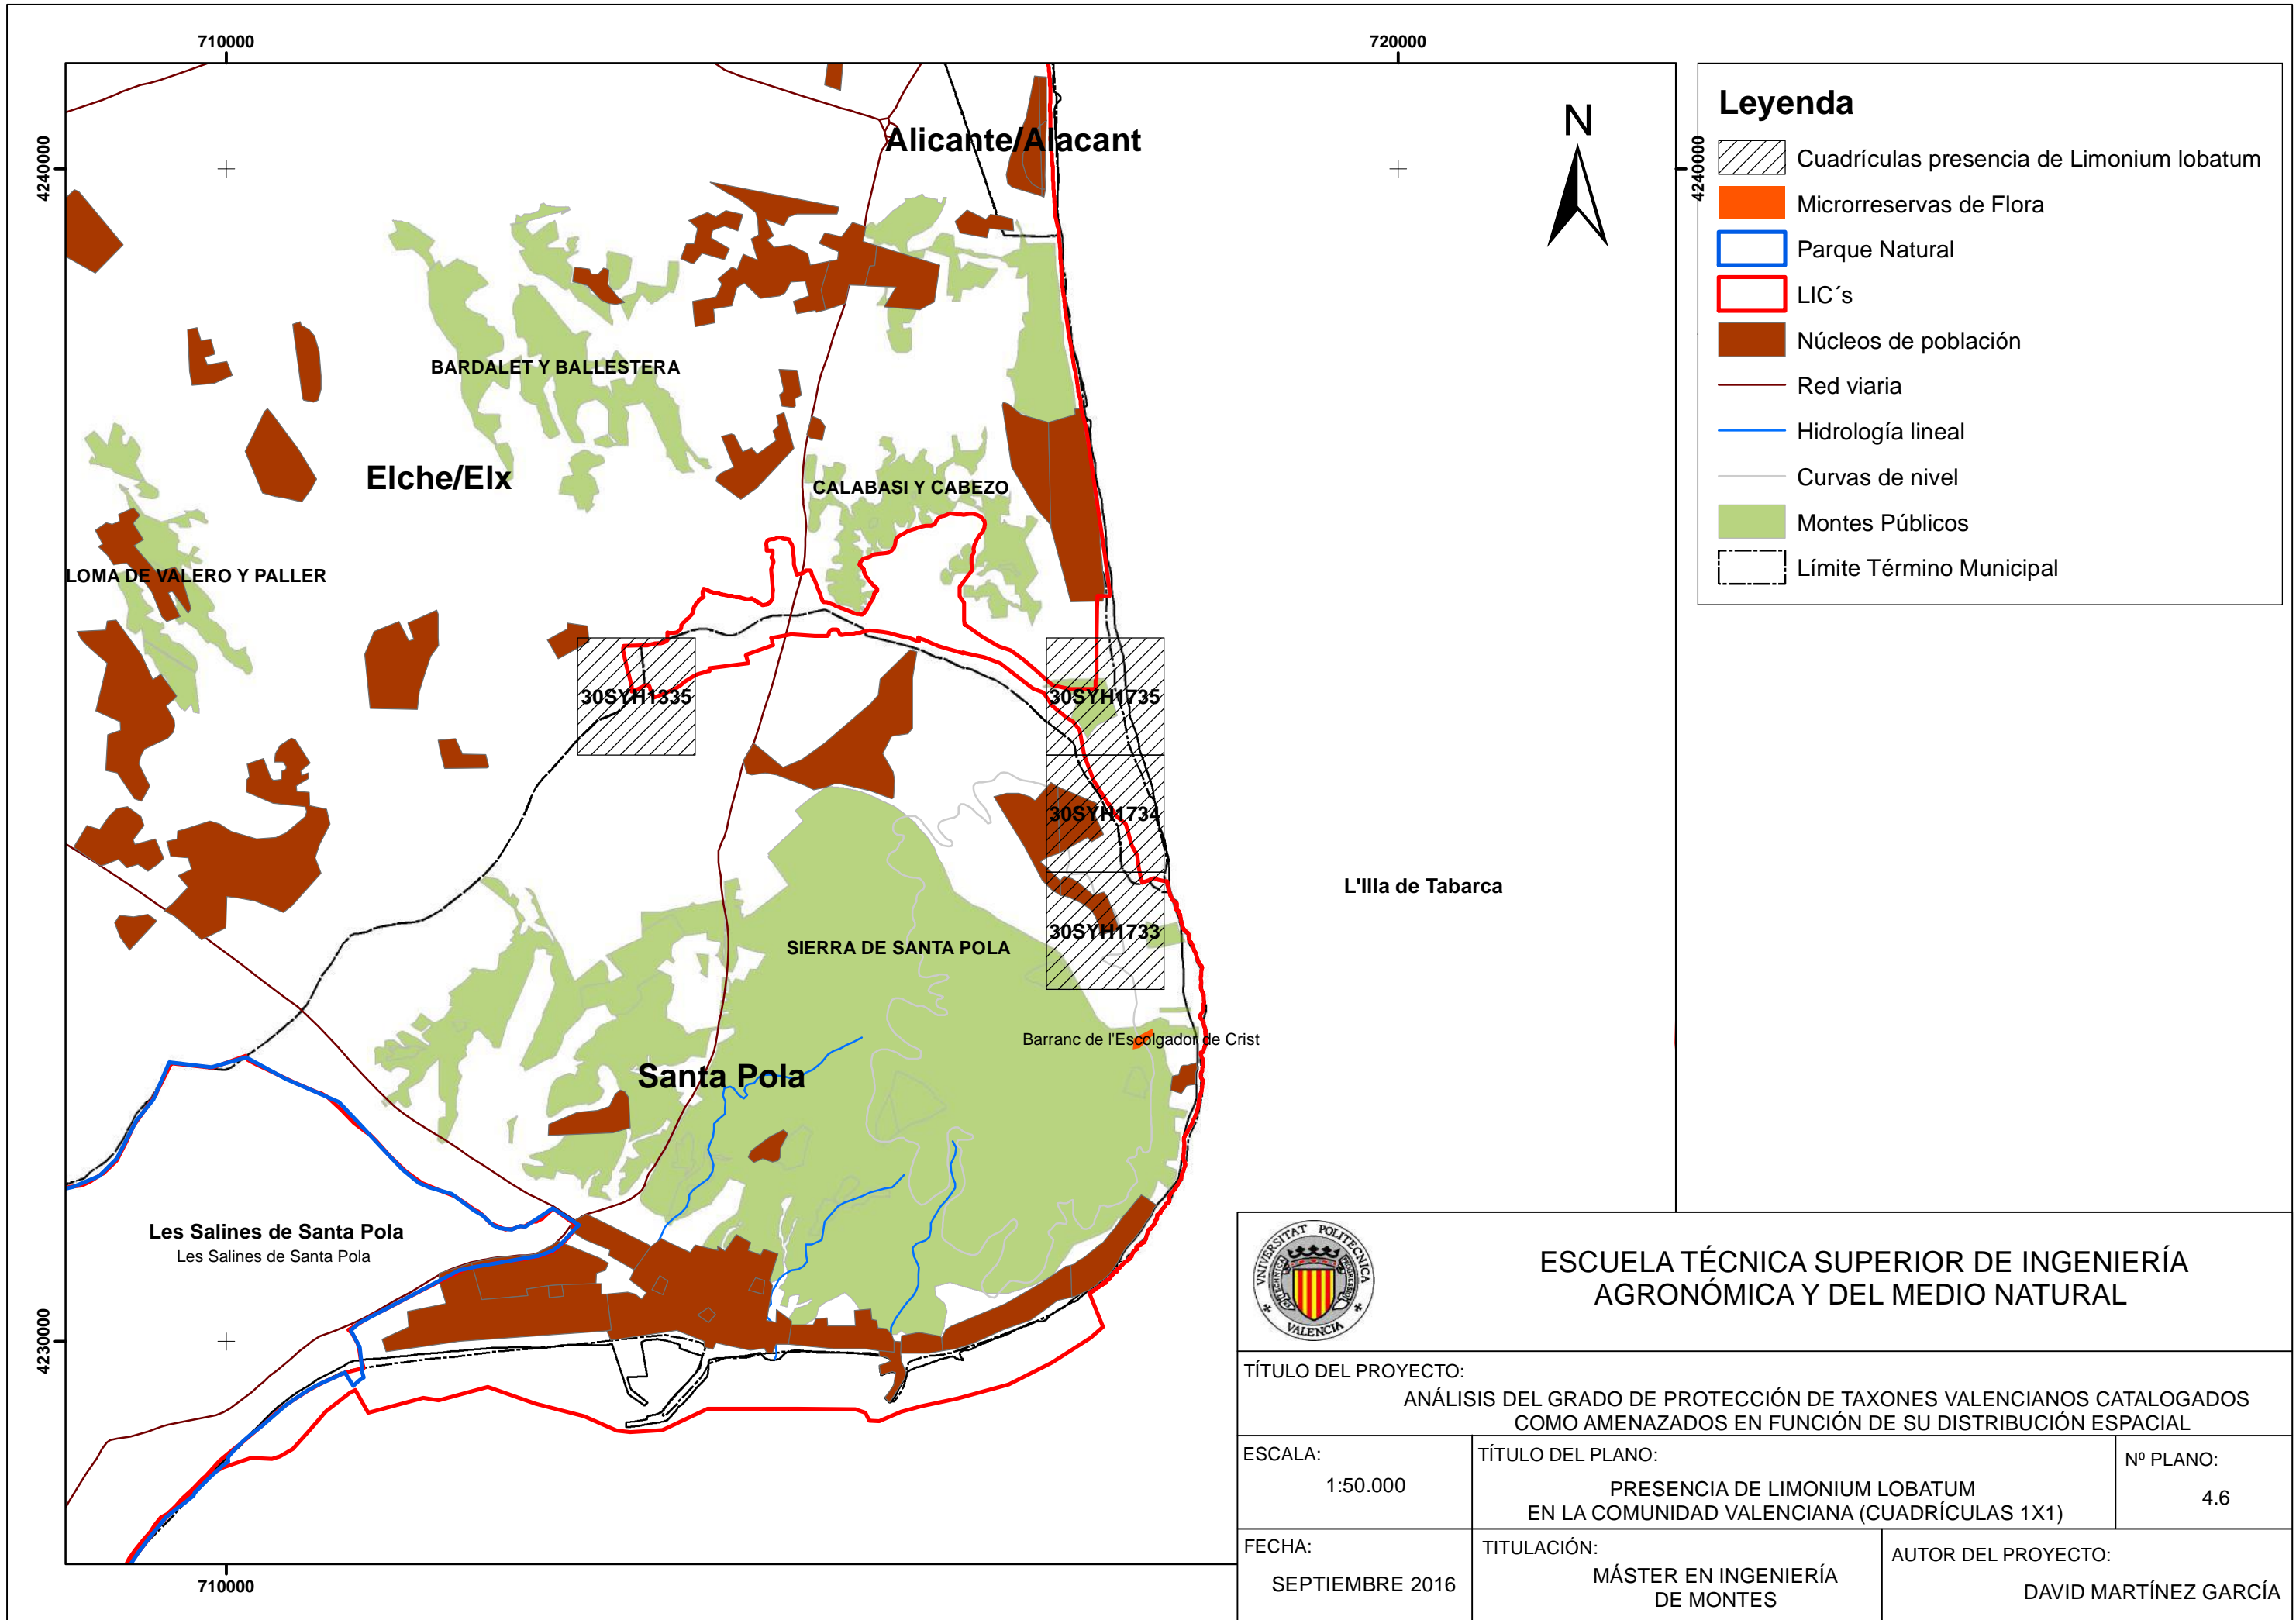 710000
720000
4240000
4240000
4230000
710000
Alicante/Alacant
N
BARDALET Y BALLESTERA
Elche/Elx
CALABASI Y CABEZO
LOMA DE VALERO Y PALLER
30SYH1335
30SYH1735
30SYH1734
L'Illa de Tabarca
30SYH1733
SIERRA DE SANTA POLA
Barranc de l'Escolgador de Crist
Santa Pola
Les Salines de Santa Pola
Les Salines de Santa Pola
Leyenda
Cuadrículas presencia de Limonium lobatum
Microrreservas de Flora
Parque Natural
LIC´s
Núcleos de población
Red viaria
Hidrología lineal
Curvas de nivel
Montes Públicos
Límite Término Municipal
UNIVERSITAT POLITECNICA
VALENCIA
ESCUELA TÉCNICA SUPERIOR DE INGENIERÍA
AGRONÓMICA Y DEL MEDIO NATURAL
TÍTULO DEL PROYECTO:
ANÁLISIS DEL GRADO DE PROTECCIÓN DE TAXONES VALENCIANOS CATALOGADOS
COMO AMENAZADOS EN FUNCIÓN DE SU DISTRIBUCIÓN ESPACIAL
ESCALA:
1:50.000
TÍTULO DEL PLANO:
PRESENCIA DE LIMONIUM LOBATUM
EN LA COMUNIDAD VALENCIANA (CUADRÍCULAS 1X1)
Nº PLANO:
4.6
FECHA:
SEPTIEMBRE 2016
TITULACIÓN:
MÁSTER EN INGENIERÍA
DE MONTES
AUTOR DEL PROYECTO:
DAVID MARTÍNEZ GARCÍA